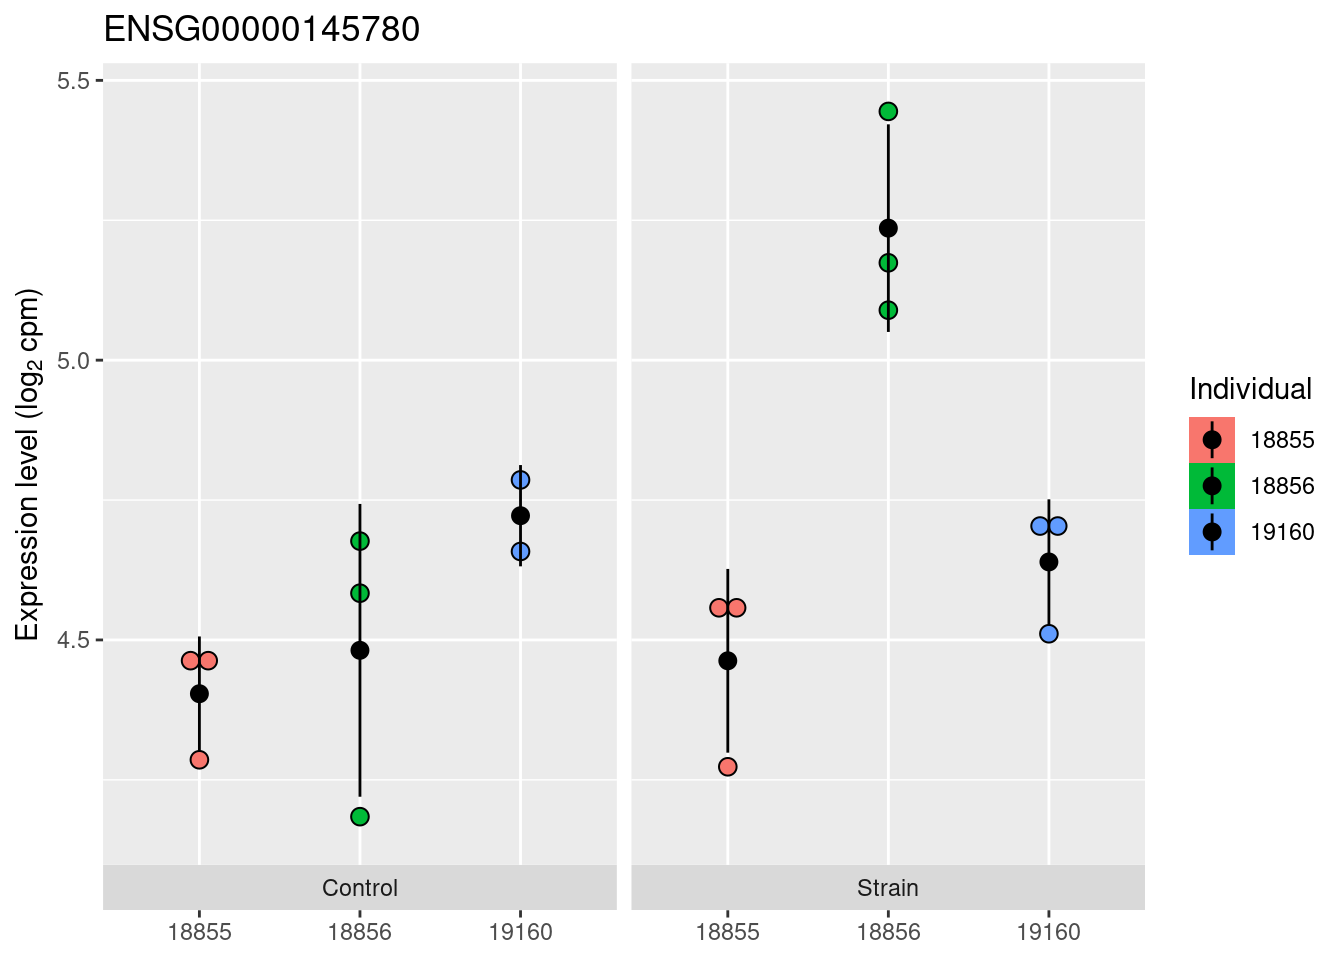 ENSG00000145780
5.5
5.0
4.5
Expression level (log₂ cpm)
Control
Strain
18855
18856
19160
18855
18856
19160
Individual
18855
18856
19160